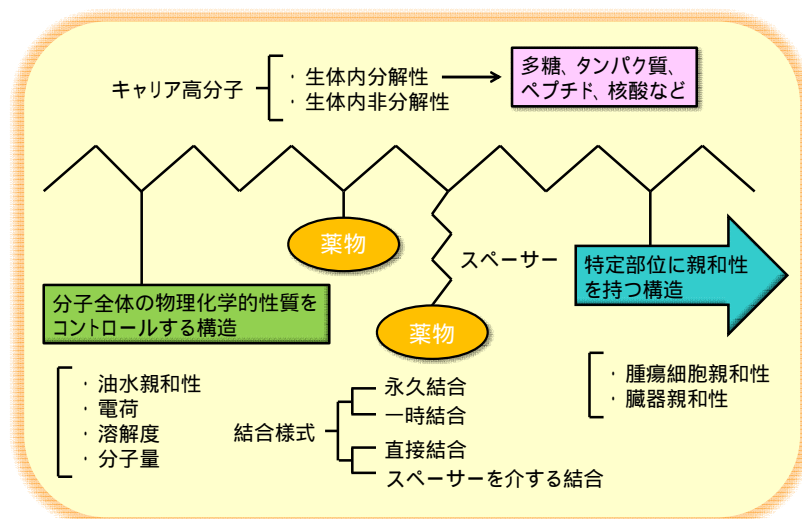 キャリア高分子
・生体内分解性
・生体内非分解性
多糖、タンパク質、
ペプチド、核酸など
薬物
スペーサー
特定部位に親和性
を持つ構造
分子全体の物理化学的性質を
コントロールする構造
薬物
・油水親和性
・電荷
・溶解度
・分子量
結合様式
永久結合
一時結合
直接結合
スペーサーを介する結合
・腫瘍細胞親和性
・臓器親和性